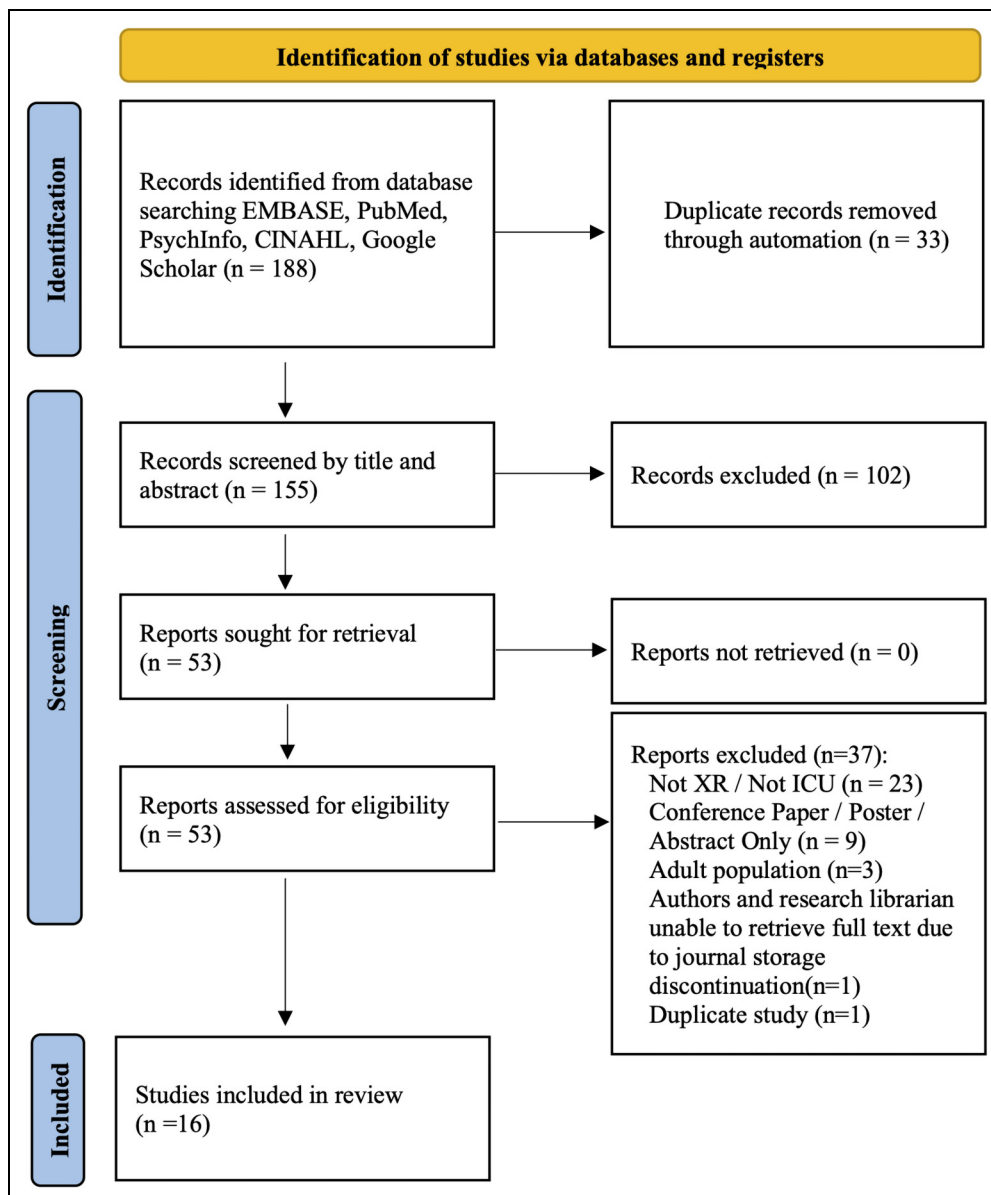 Identification of studies via databases and registers
Identification
Records identified from database
searching EMBASE, PubMed,
PsychInfo, CINAHL, Google
Scholar (n = 188)
Duplicate records removed
through automation (n = 33)
Screening
Records screened by title and
abstract (n = 155)
Records excluded (n = 102)
Reports sought for retrieval
(n = 53)
Reports not retrieved (n = 0)
Reports assessed for eligibility
(n = 53)
Reports excluded (n=37):
Not XR / Not ICU (n = 23)
Conference Paper / Poster /
Abstract Only (n = 9)
Adult population (n=3)
Authors and research librarian
unable to retrieve full text due
to journal storage
discontinuation(n=1)
Duplicate study (n=1)
Included
Studies included in review
(n =16)